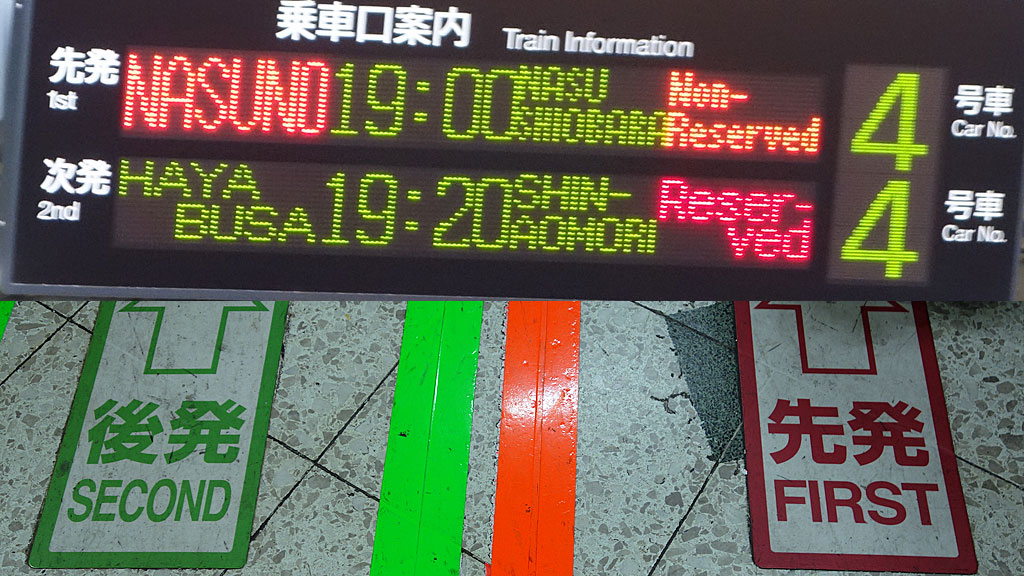 乗車口案内 Train Information
先発 NASUNO 19:00 NASU Non- 4 号車
1st SHIOBARA Reserved Car No.
次発 HAYA 19:20 SHIN- Reser- 4 号車
2nd BUSA AOMORI ved Car No.
後発 先発
SECOND FIRST